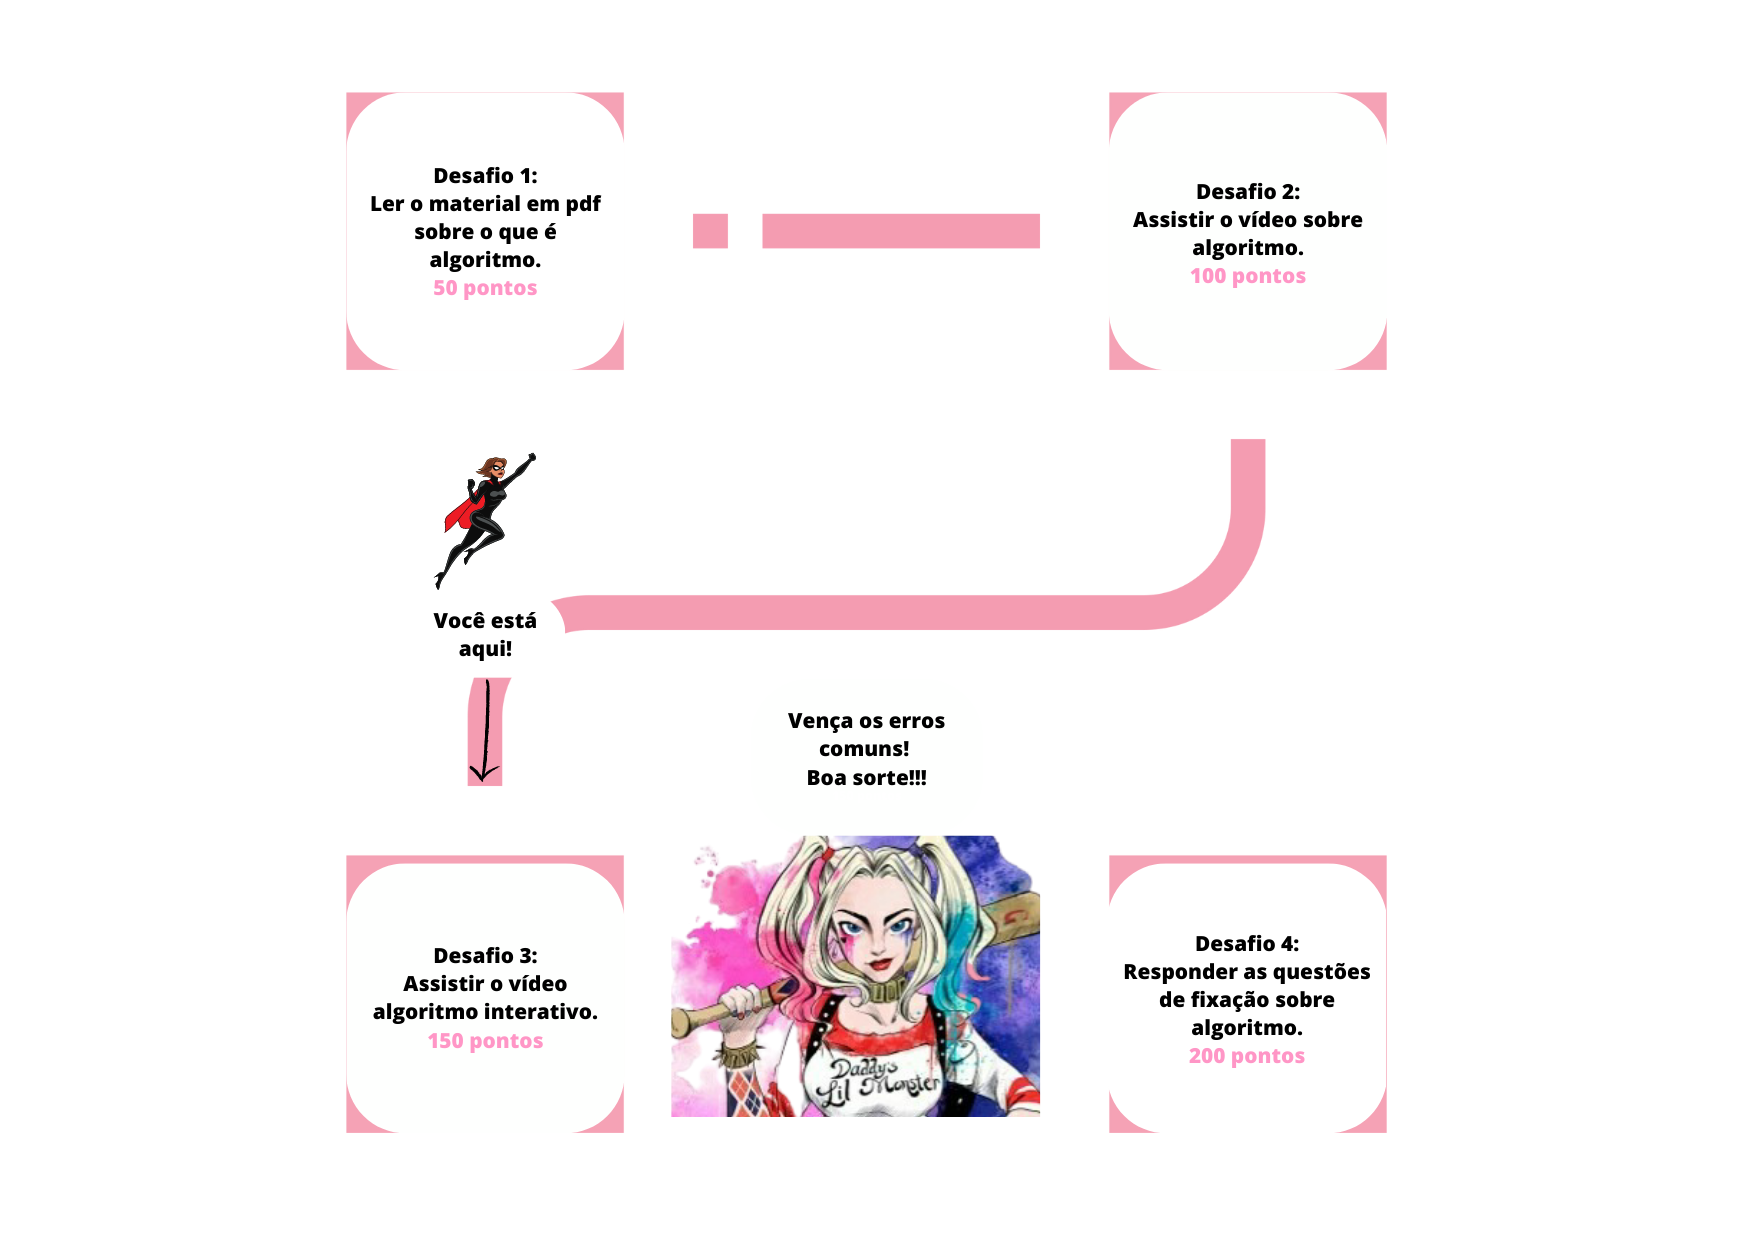 Desafio 1:
Ler o material em pdf
sobre o que é
algoritmo.
50 pontos
Desafio 2:
Assistir o vídeo sobre
algoritmo.
100 pontos
Você está
aqui!
Vença os erros
comuns!
Boa sorte!!!
Desafio 3:
Assistir o vídeo
algoritmo interativo.
150 pontos
Daddy's
Lil Monster
Desafio 4:
Responder as questões
de fixação sobre
algoritmo.
200 pontos